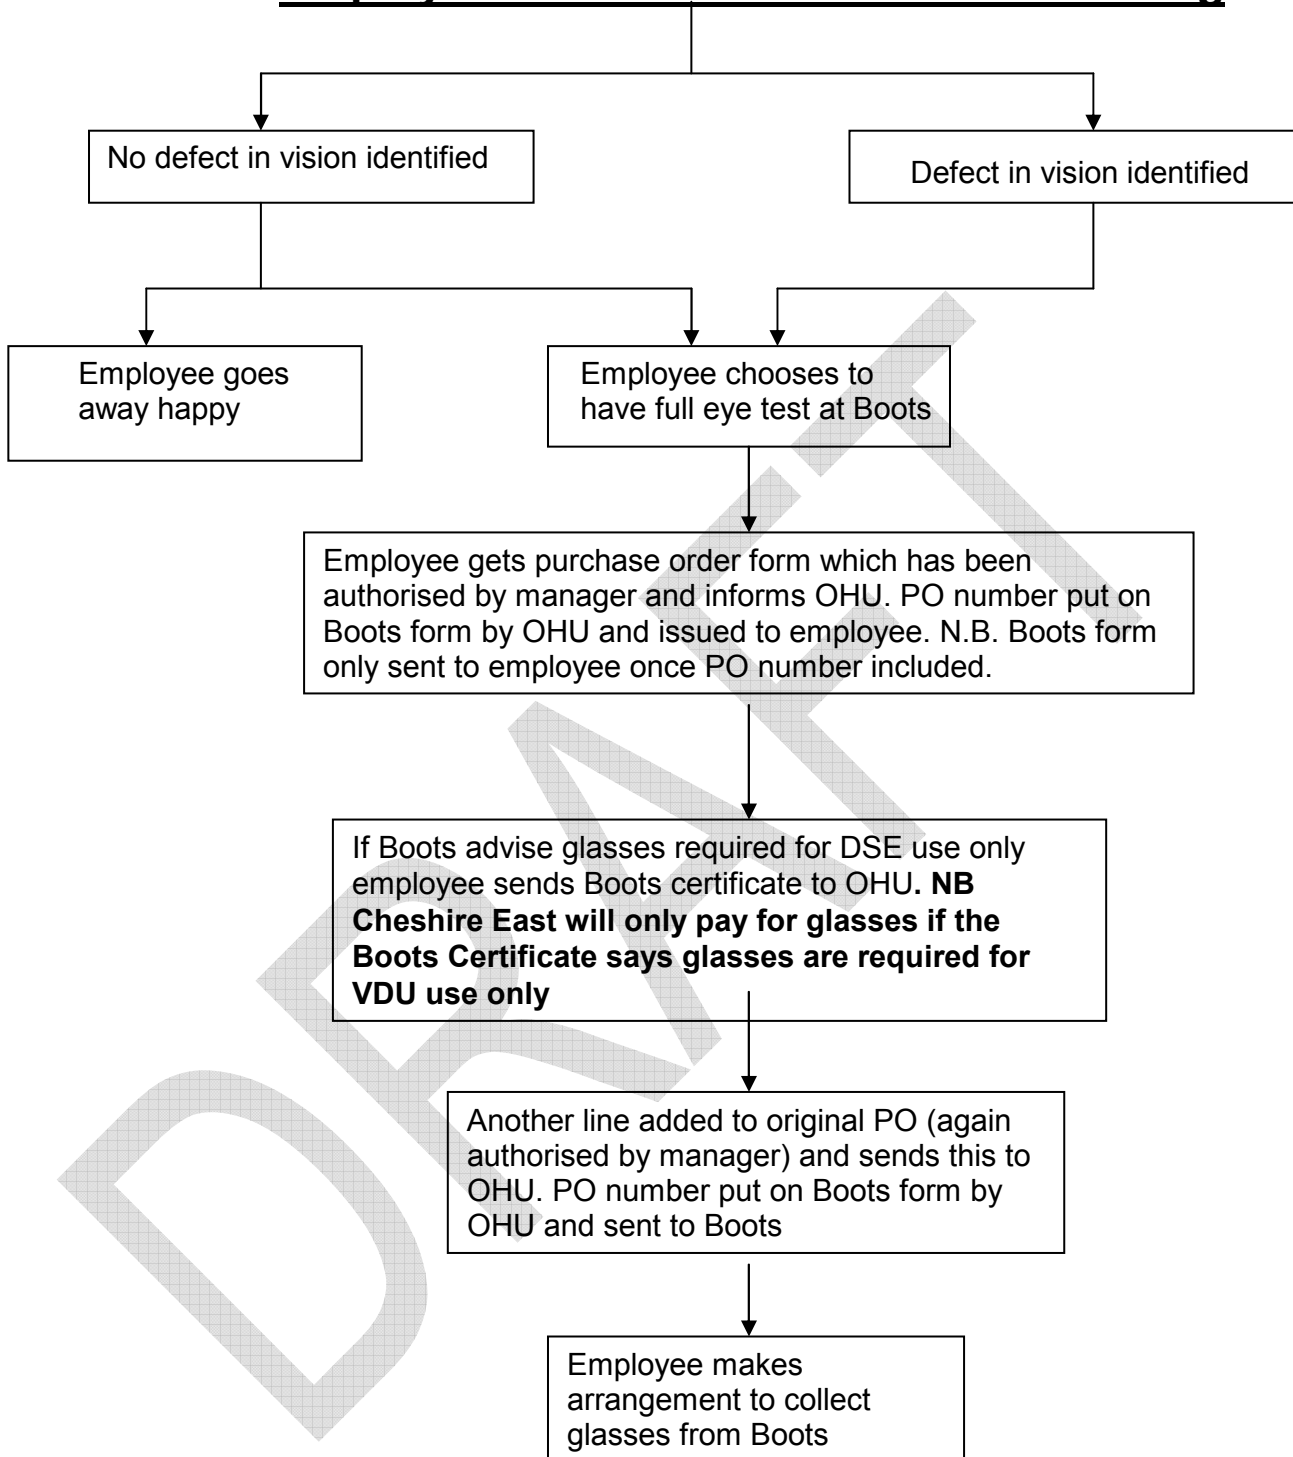 No defect in vision identified
Defect in vision identified
Employee goes
away happy
Employee chooses to
have full eye test at Boots
Employee gets purchase order form which has been
authorised by manager and informs OHU. PO number put on
Boots form by OHU and issued to employee. N.B. Boots form
only sent to employee once PO number included.
If Boots advise glasses required for DSE use only
employee sends Boots certificate to OHU. NB
Cheshire East will only pay for glasses if the
Boots Certificate says glasses are required for
VDU use only
Another line added to original PO (again
authorised by manager) and sends this to
OHU. PO number put on Boots form by
OHU and sent to Boots
Employee makes
arrangement to collect
glasses from Boots
DRAFT